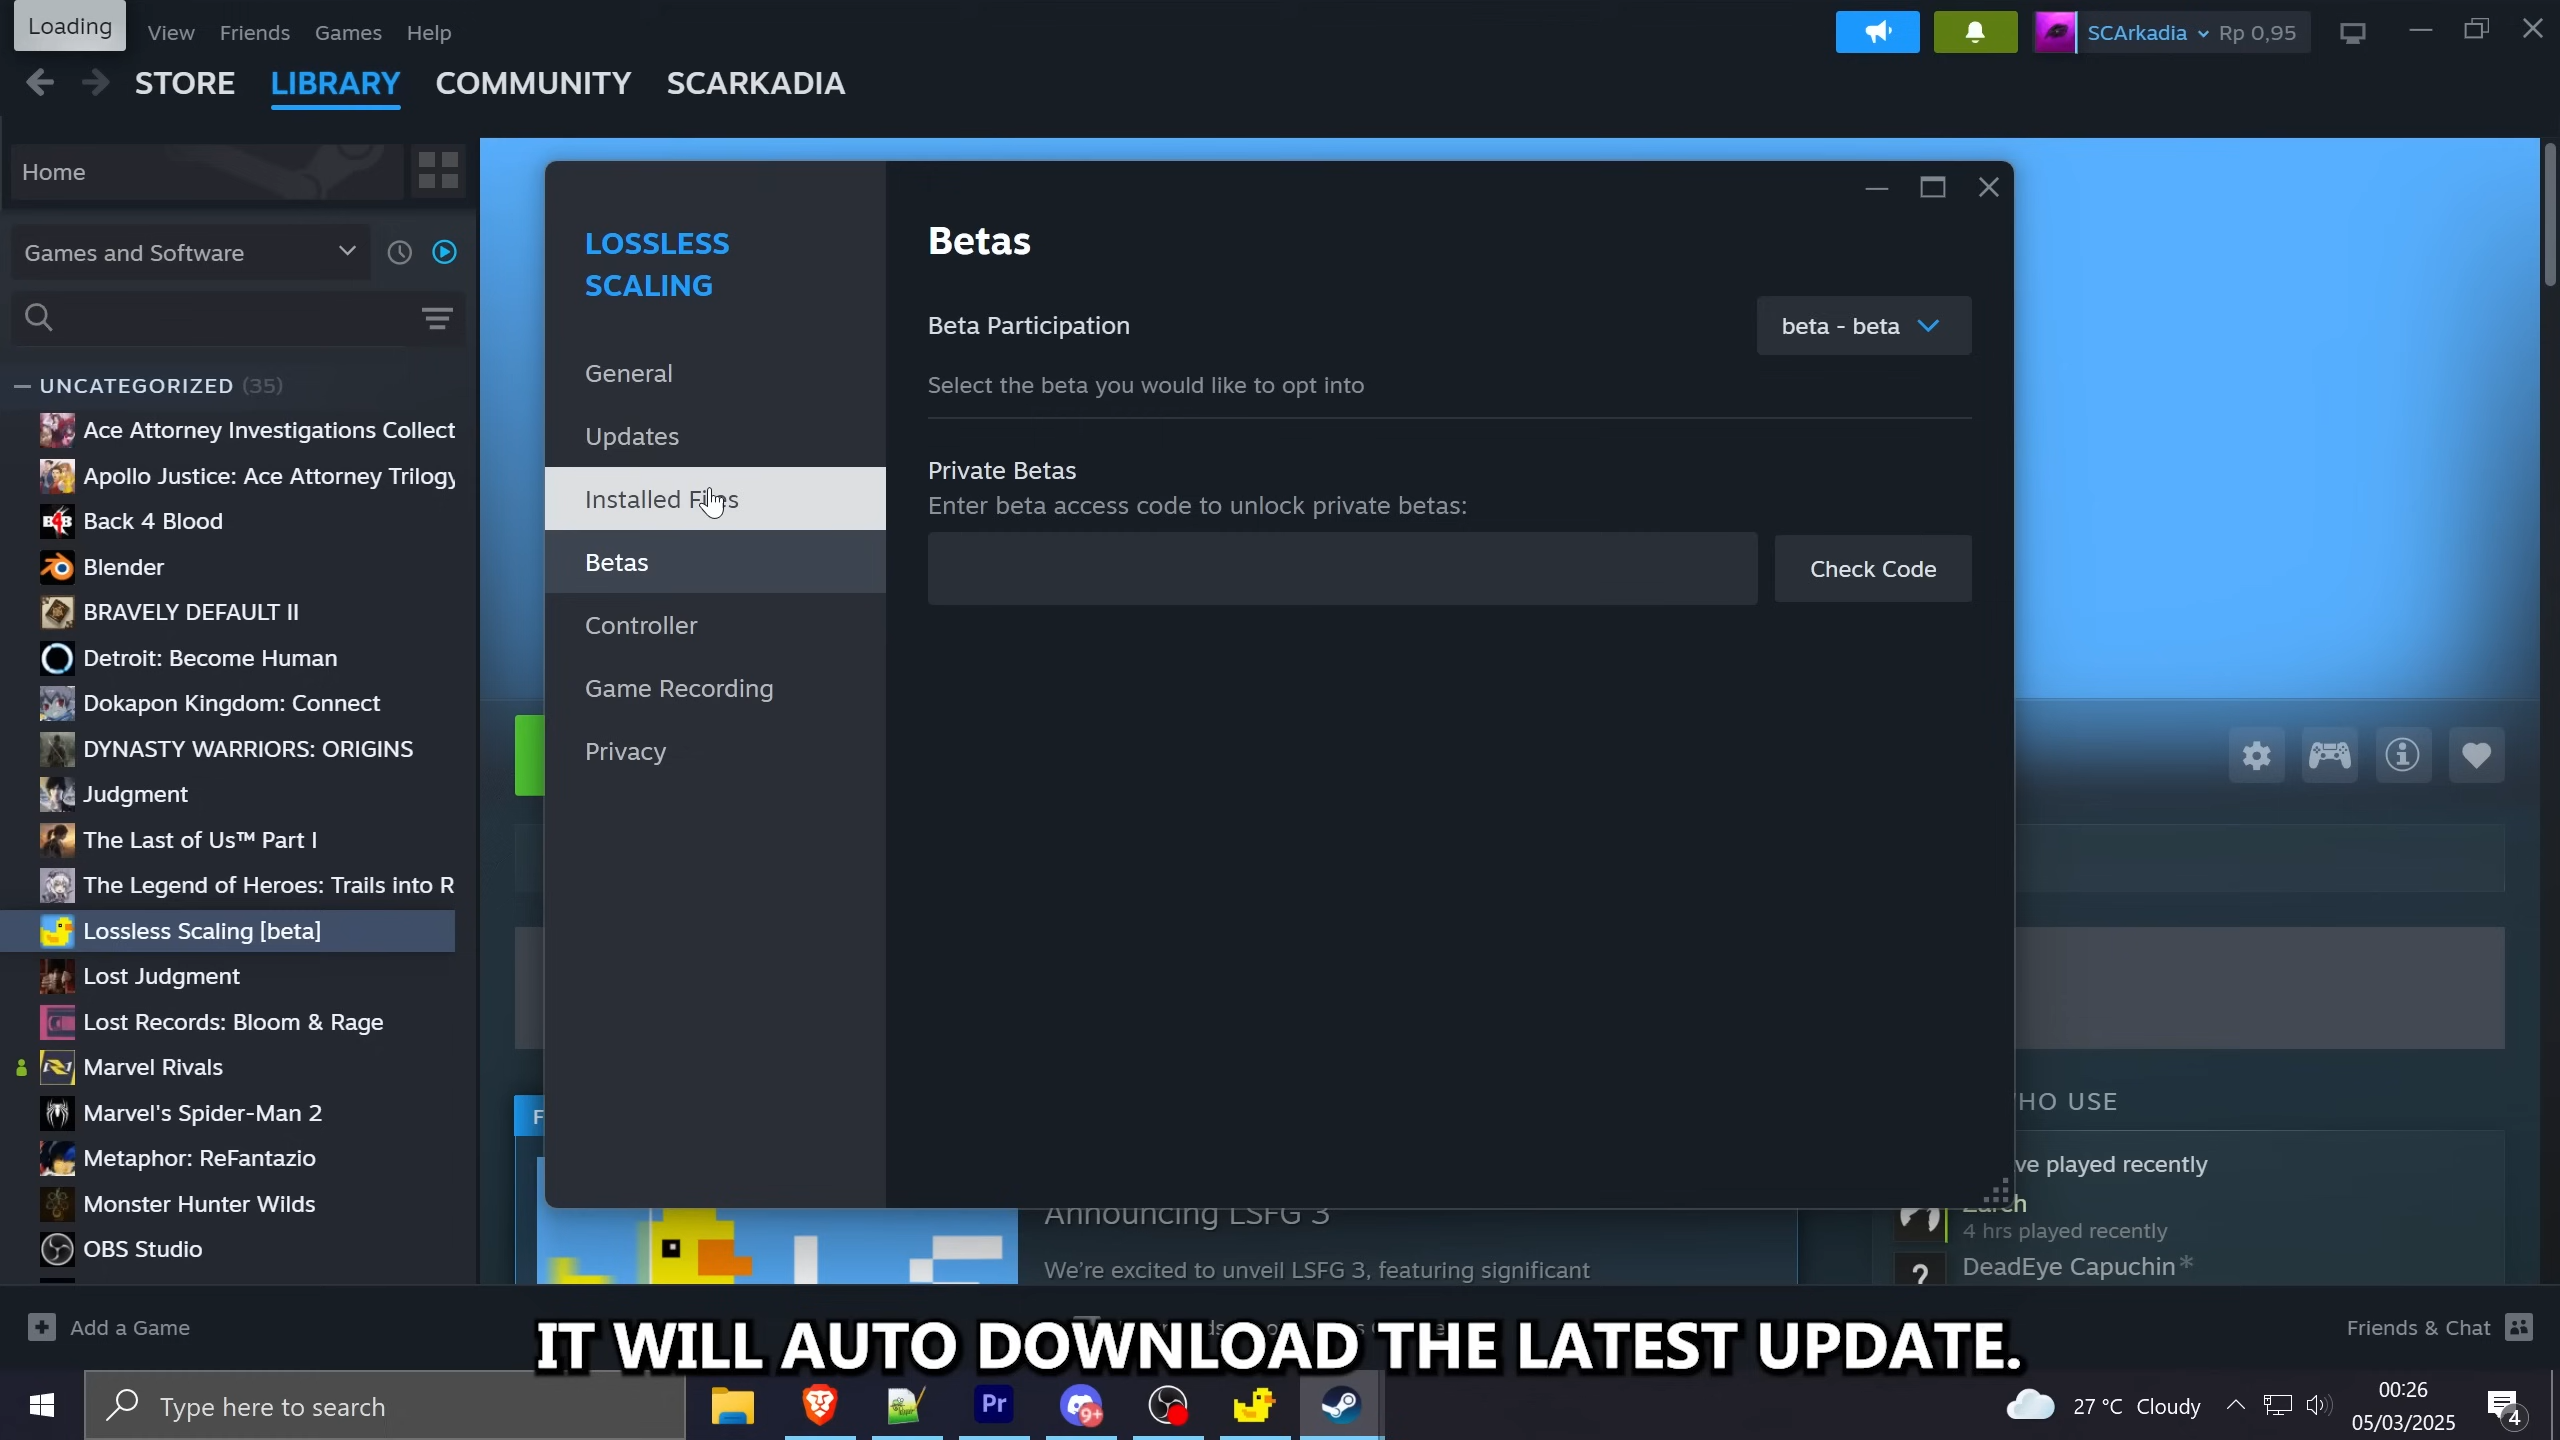 Loading View Friends Games Help
SCArkadia Rp 0,95
STORE LIBRARY COMMUNITY SCARKADIA
Home
Games and Software
UNCATEGORIZED (35)
Ace Attorney Investigations Collect
Apollo Justice: Ace Attorney Trilogy
Back 4 Blood
Blender
BRAVELY DEFAULT II
Detroit: Become Human
Dokapon Kingdom: Connect
DYNASTY WARRIORS: ORIGINS
Judgment
The Last of Us™ Part I
The Legend of Heroes: Trails into R
Lossless Scaling [beta]
Lost Judgment
Lost Records: Bloom & Rage
Marvel Rivals
Marvel's Spider-Man 2
Metaphor: ReFantazio
Monster Hunter Wilds
OBS Studio
LOSSLESS
SCALING
General
Updates
Installed Files
Betas
Controller
Game Recording
Privacy
Betas
Beta Participation
beta - beta
Select the beta you would like to opt into
Private Betas
Enter beta access code to unlock private betas:
Check Code
HO USE
ve played recently
4 hrs played recently
DeadEye Capuchin*
Announcing LSFG 3
We're excited to unveil LSFG 3, featuring significant
Add a Game
Friends & Chat
IT WILL AUTO DOWNLOAD THE LATEST UPDATE.
Type here to search
Pr
9+
27 °C Cloudy
00:26
05/03/2025
4